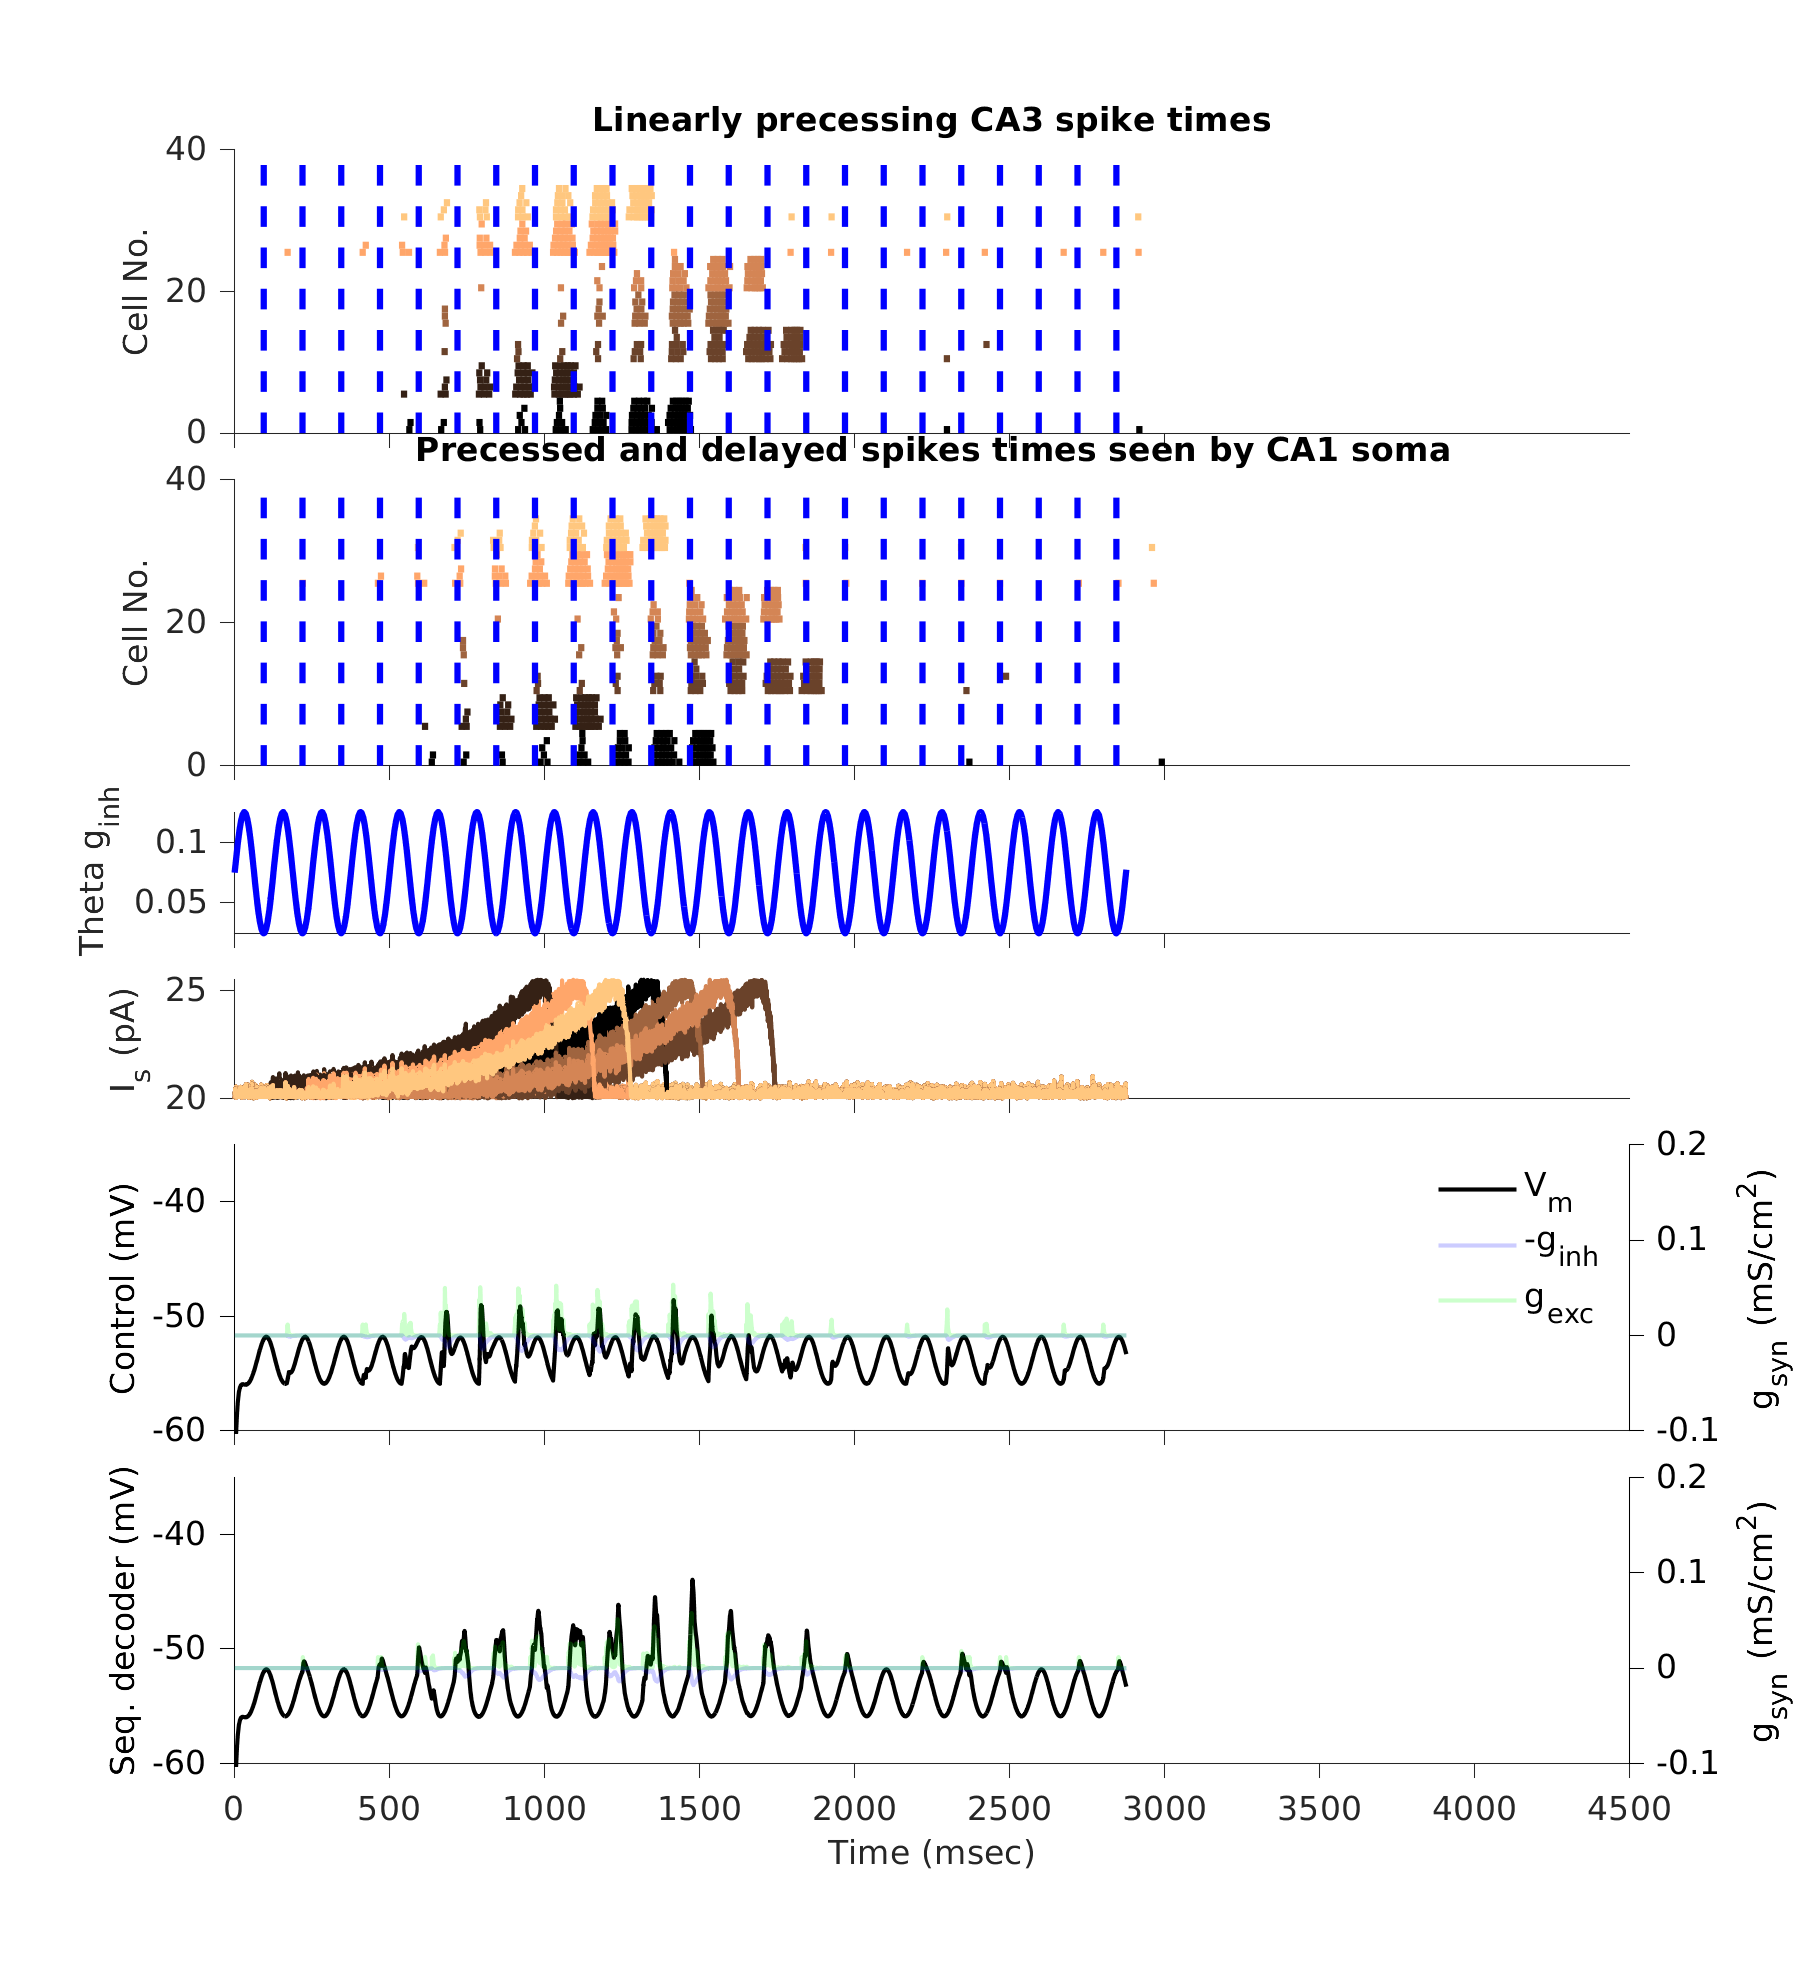 Linearly precessing CA3 spike times
40
20
0
Cell No.
Precessed and delayed spikes times seen by CA1 soma
40
20
0
Cell No.
0.1
0.05
Theta g_inh
25
20
I_s (pA)
-40
-50
-60
Control (mV)
V_m
-g_inh
g_exc
0.2
0.1
0
-0.1
g_syn (mS/cm^2)
-40
-50
-60
Seq. decoder (mV)
0.2
0.1
0
-0.1
g_syn (mS/cm^2)
0 500 1000 1500 2000 2500 3000 3500 4000 4500
Time (msec)